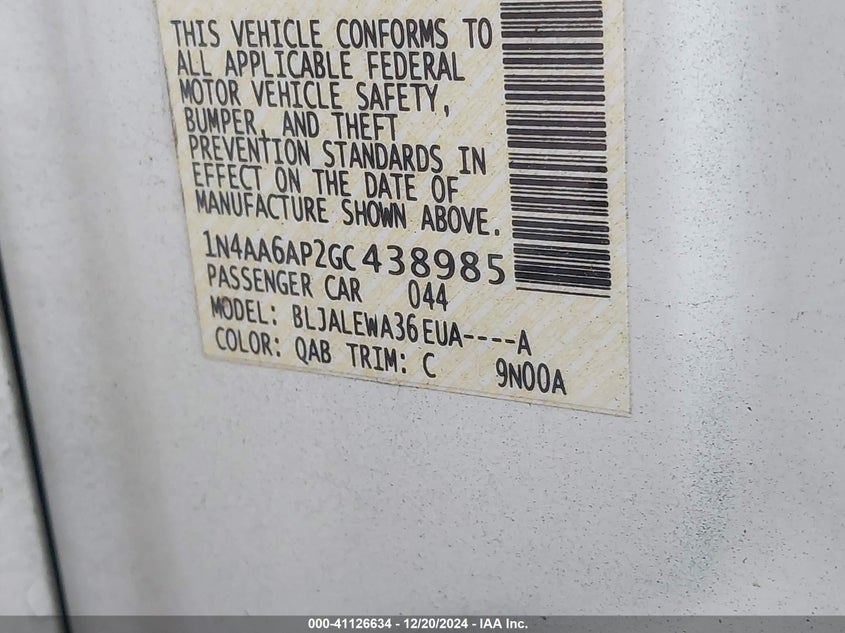 THIS VEHICLE CONFORMS TO
ALL APPLICABLE FEDERAL
MOTOR VEHICLE SAFETY,
BUMPER, AND THEFT
PREVENTION STANDARDS IN
EFFECT ON THE DATE OF
MANUFACTURE SHOWN ABOVE.
1N4AA6AP2GC438985
PASSENGER CAR 044
MODEL: BLJALEWA36EUA----A
COLOR: QAB TRIM: C 9N00A
000-41126634 - 12/20/2024 - IAA Inc.